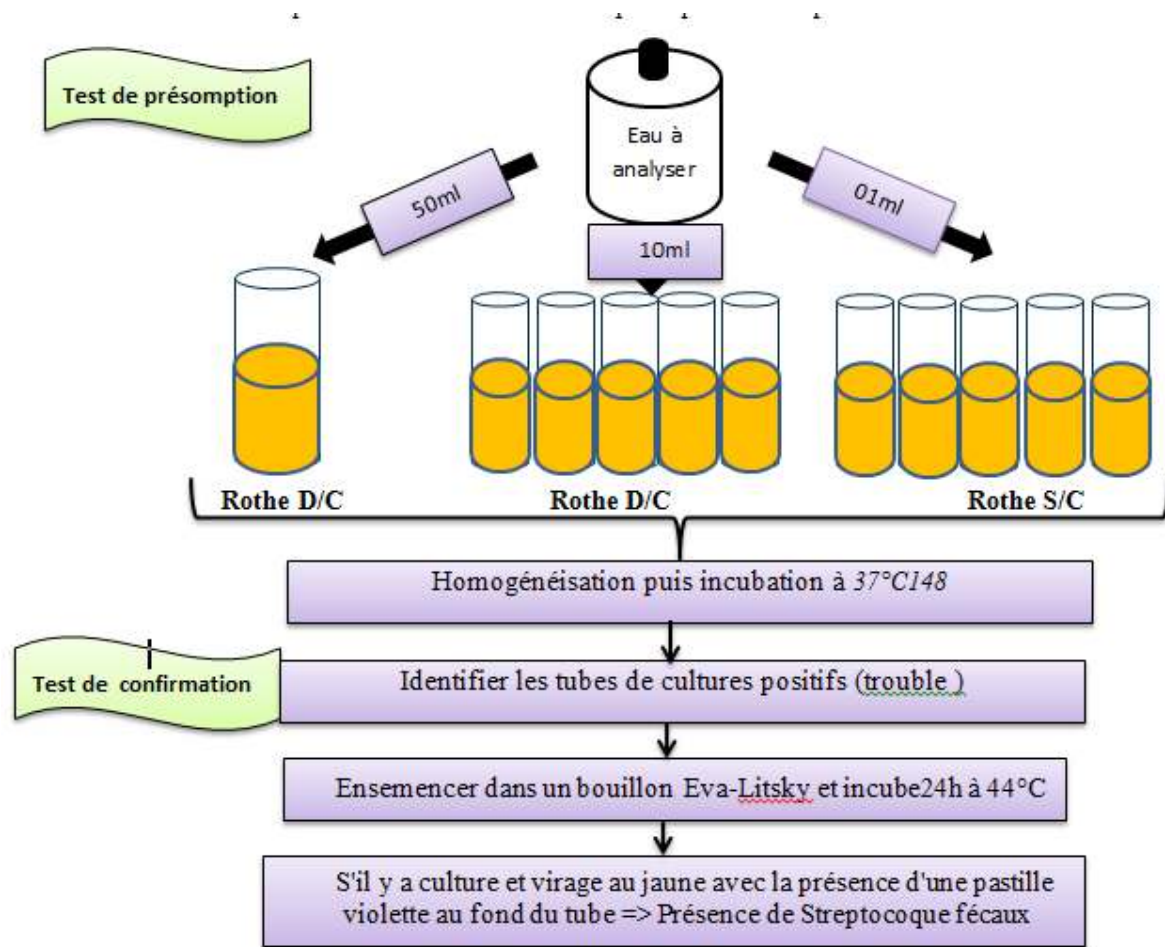 Test de présomption
Eau à
analyser
50ml
10ml
01ml
Rothe D/C
Rothe D/C
Rothe S/C
Homogénéisation puis incubation à 37°C148
Test de confirmation
Identifier les tubes de cultures positifs (trouble )
Ensemencer dans un bouillon Eva-Litsky et incube24h à 44°C
S'il y a culture et virage au jaune avec la présence d'une pastille
violette au fond du tube => Présence de Streptocoque fécaux